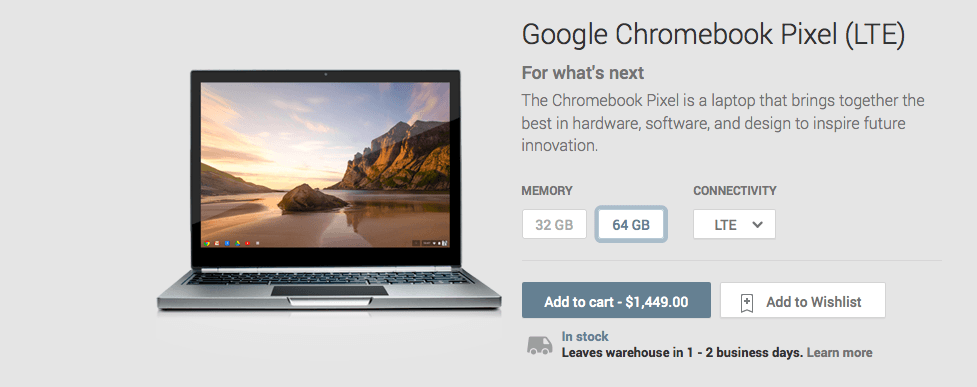 Google Chromebook Pixel (LTE)
For what's next
The Chromebook Pixel is a laptop that brings together the
best in hardware, software, and design to inspire future
innovation.
MEMORY
CONNECTIVITY
32 GB
64 GB
LTE
Add to cart - $1,449.00
Add to Wishlist
In stock
Leaves warehouse in 1 - 2 business days. Learn more